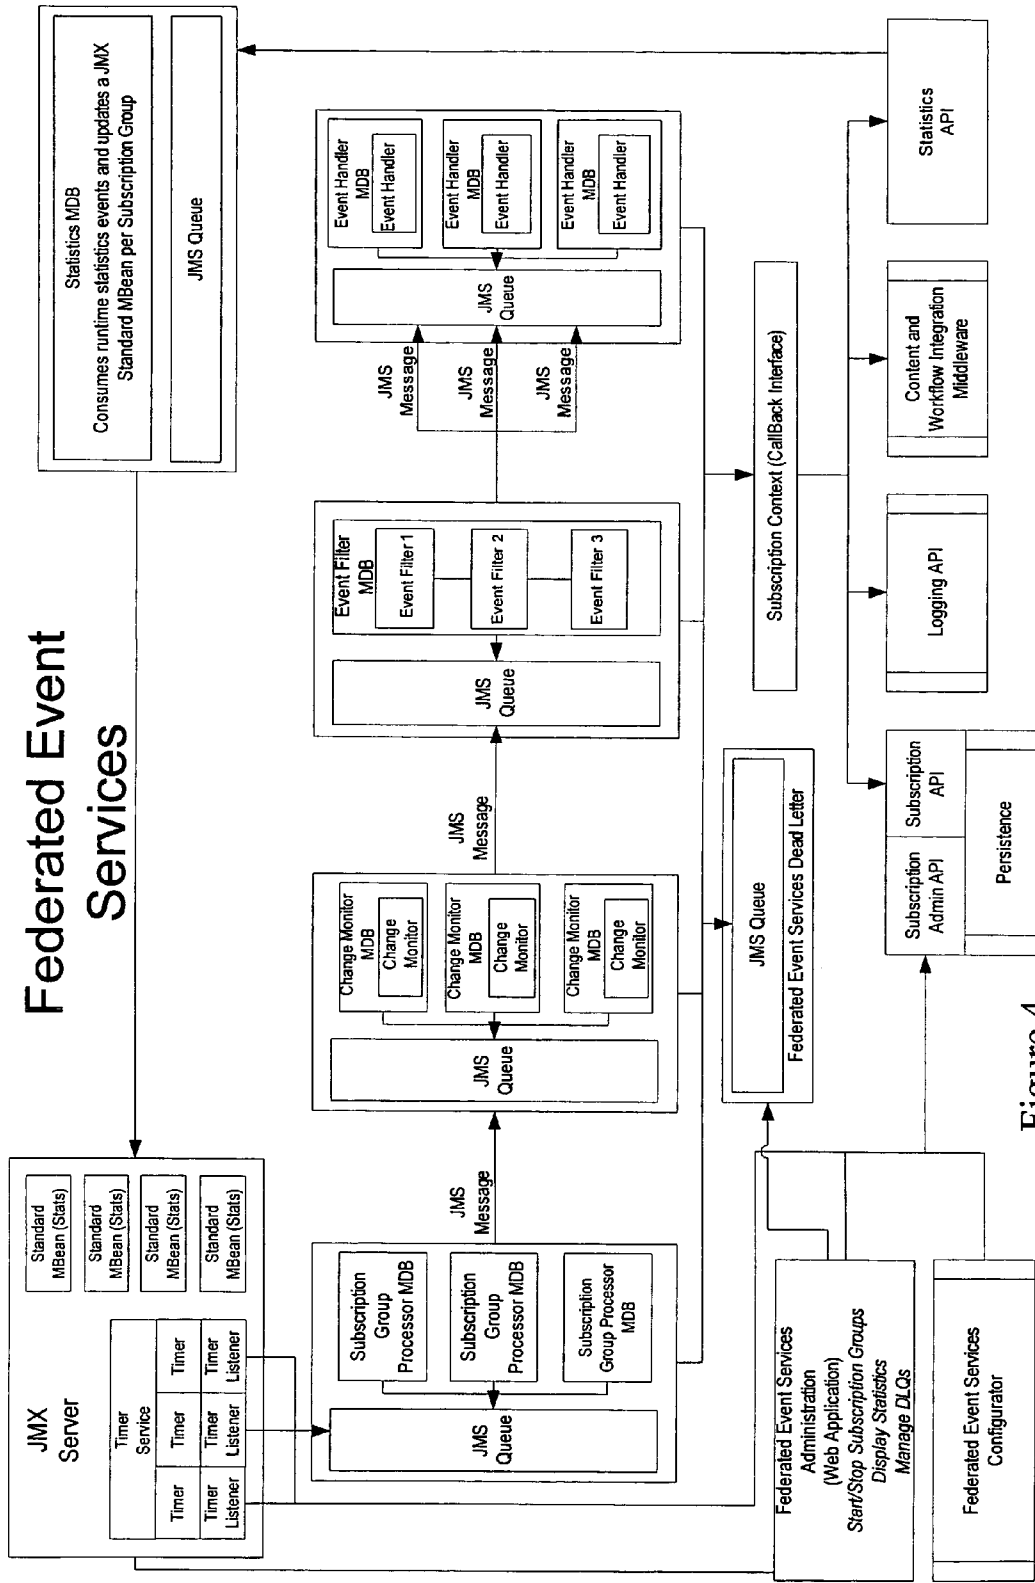 Federated Event
Services
JMX
Server
Timer
Service
Timer
Timer
Timer
Timer
Listener
Timer
Listener
Timer
Listener
Standard
MBean (Stats)
Standard
MBean (Stats)
Standard
MBean (Stats)
Standard
MBean (Stats)
Statistics MDB
Consumes runtime statistics events and updates a JMX
Standard MBean per Subscription Group
JMS Queue
JMS
Queue
Subscription
Group
Processor MDB
Subscription
Group
Processor MDB
Subscription
Group Processor
MDB
JMS
Message
JMS
Queue
Change Monitor
MDB
Change
Monitor
Change Monitor
MDB
Change
Monitor
Change Monitor
MDB
Change
Monitor
JMS
Message
JMS
Queue
Event Filter
MDB
Event Filter 1
Event Filter 2
Event Filter 3
JMS
Message
JMS
Message
JMS
Message
JMS
Queue
Event Handler
MDB
Event Handler
Event Handler
MDB
Event Handler
Event Handler
MDB
Event Handler
JMS Queue
Federated Event Services Dead Letter
Subscription Context (CallBack Interface)
Federated Event Services
Administration
(Web Application)
Start/Stop Subscription Groups
Display Statistics
Manage DLQs
Federated Event Services
Configurator
Subscription
Admin API
Subscription
API
Persistence
Logging API
Content and
Workflow Integration
Middleware
Statistics
API
Figure 4